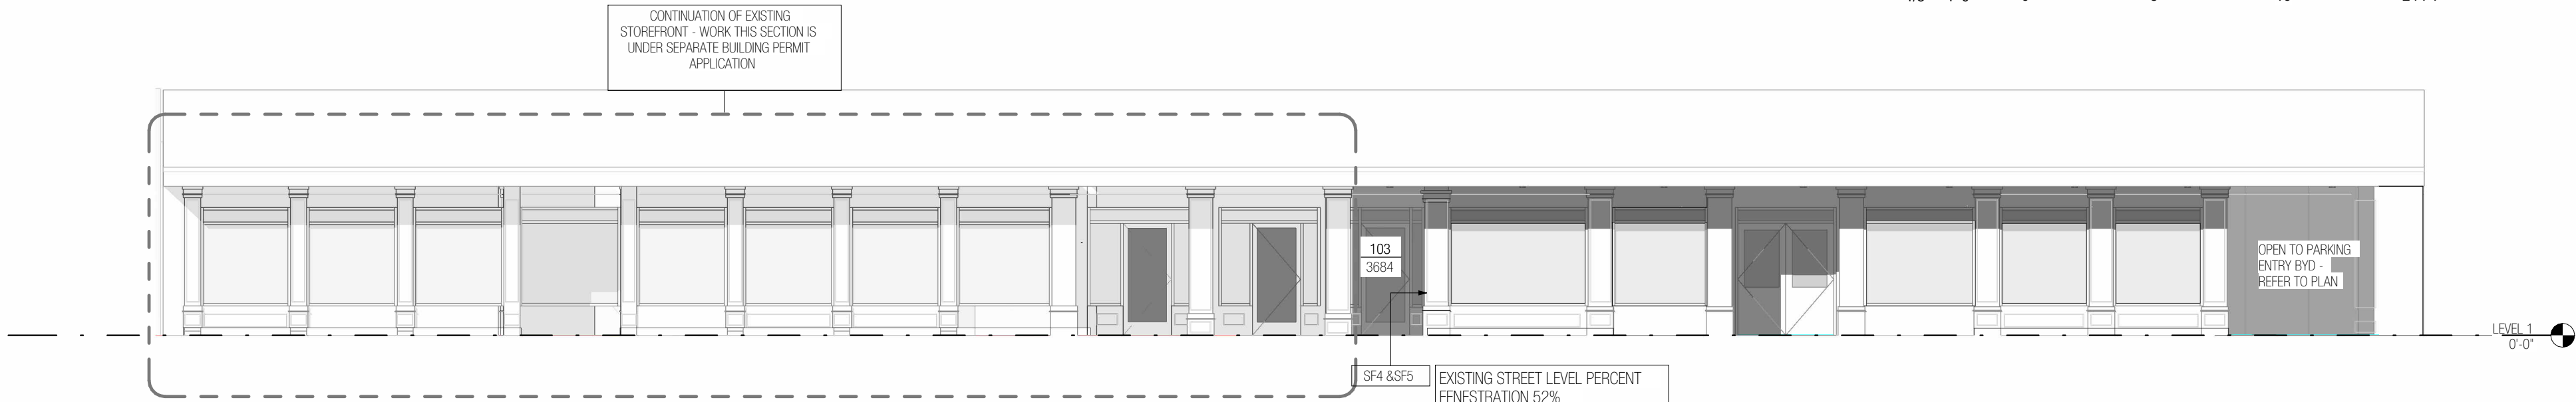 CONTINUATION OF EXISTING
STOREFRONT - WORK THIS SECTION IS
UNDER SEPARATE BUILDING PERMIT
APPLICATION
103
3684
OPEN TO PARKING
ENTRY BYD -
REFER TO PLAN
LEVEL 1
0'-0"
SF4 &SF5
EXISTING STREET LEVEL PERCENT
FENESTRATION 52%